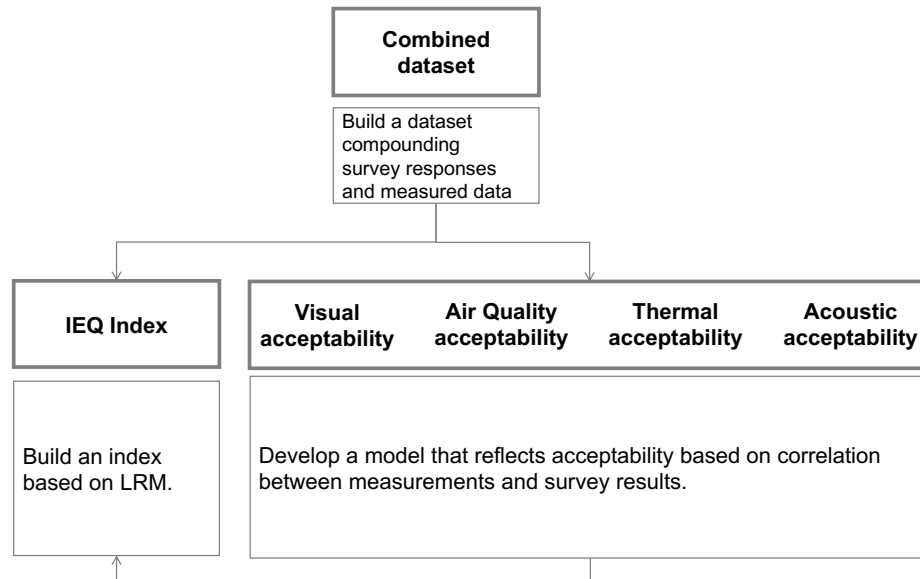 Combined
dataset
Build a dataset
compounding
survey responses
and measured data
IEQ Index
Visual
acceptability
Air Quality
acceptability
Thermal
acceptability
Acoustic
acceptability
Build an index
based on LRM.
Develop a model that reflects acceptability based on correlation
between measurements and survey results.